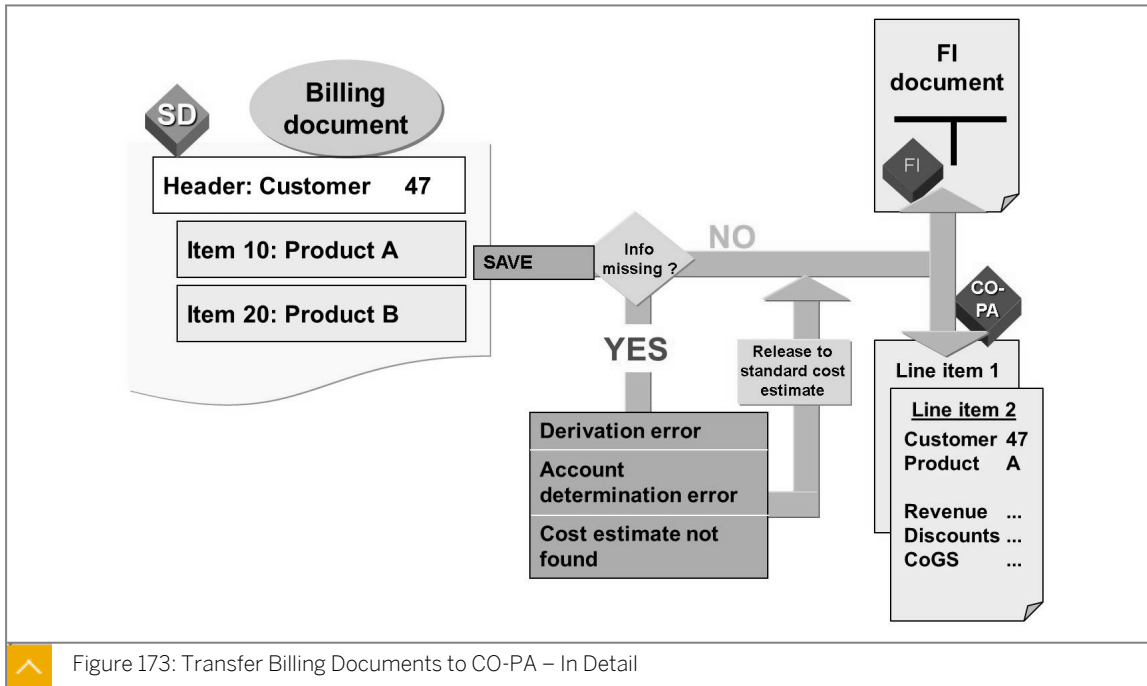 SD
Billing
document
Header: Customer 47
Item 10: Product A
Item 20: Product B
SAVE
Info
missing ?
NO
YES
Derivation error
Account
determination error
Cost estimate not
found
Release to
standard cost
estimate
FI
document
FI
CO-
PA
Line item 1
Line item 2
Customer 47
Product A
Revenue ...
Discounts ...
CoGS ...
Figure 173: Transfer Billing Documents to CO-PA – In Detail